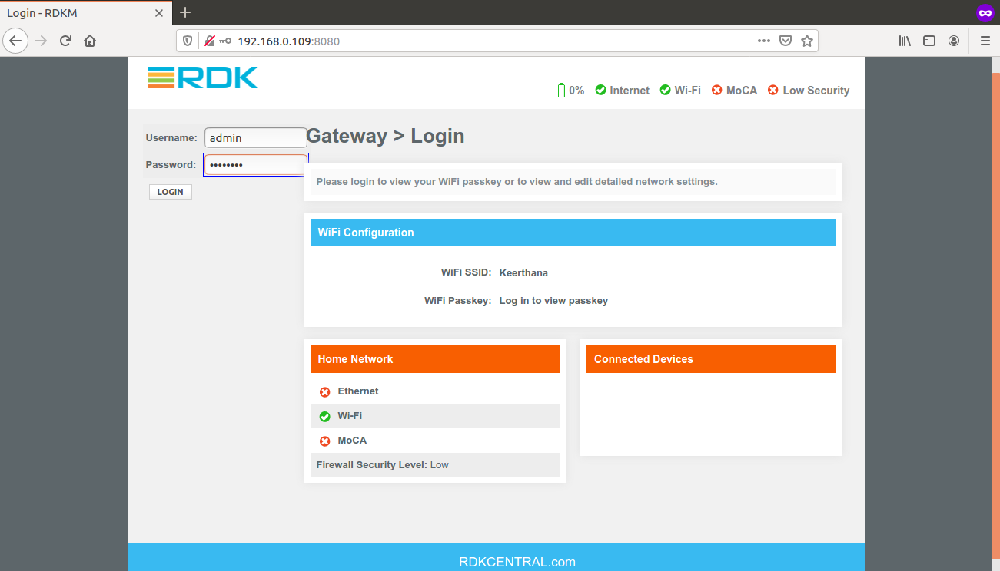 Login - RDKM
192.168.0.109:8080
RDK
0% Internet Wi-Fi MoCA Low Security
Username: admin
Password: ••••••••
LOGIN
Gateway > Login
Please login to view your WiFi passkey or to view and edit detailed network settings.
WiFi Configuration
WiFi SSID: Keerthana
WiFi Passkey: Log in to view passkey
Home Network
Ethernet
Wi-Fi
MoCA
Firewall Security Level: Low
Connected Devices
RDKCENTRAL.com